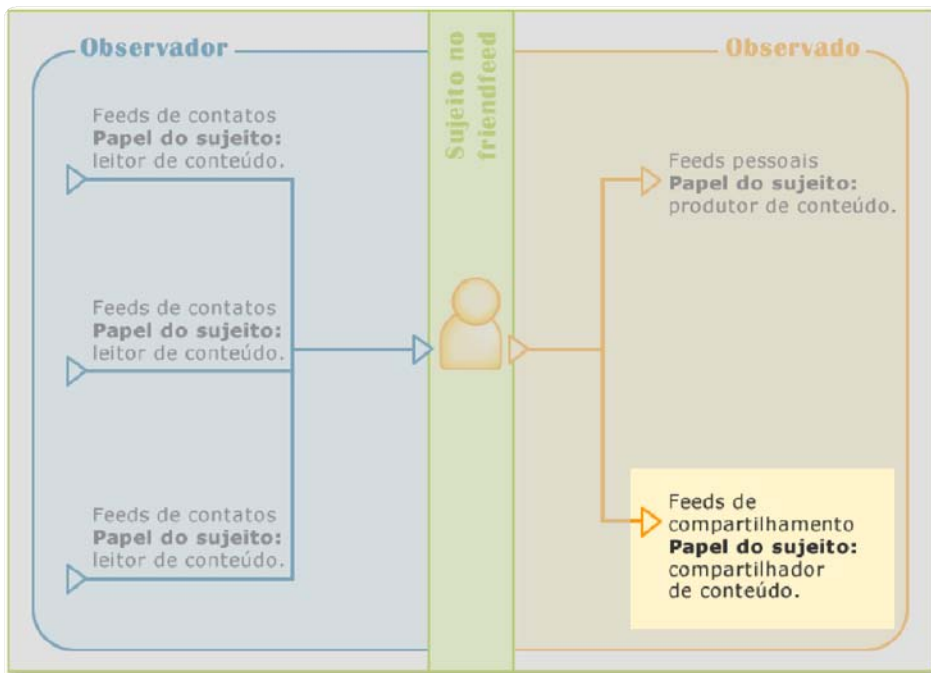 Observador
Feeds de contatos
Papel do sujeito:
leitor de conteúdo.
Feeds de contatos
Papel do sujeito:
leitor de conteúdo.
Feeds de contatos
Papel do sujeito:
leitor de conteúdo.
Sujeito no
friendfeed
Observado
Feeds pessoais
Papel do sujeito:
produtor de conteúdo.
Feeds de
compartilhamento
Papel do sujeito:
compartilhador
de conteúdo.